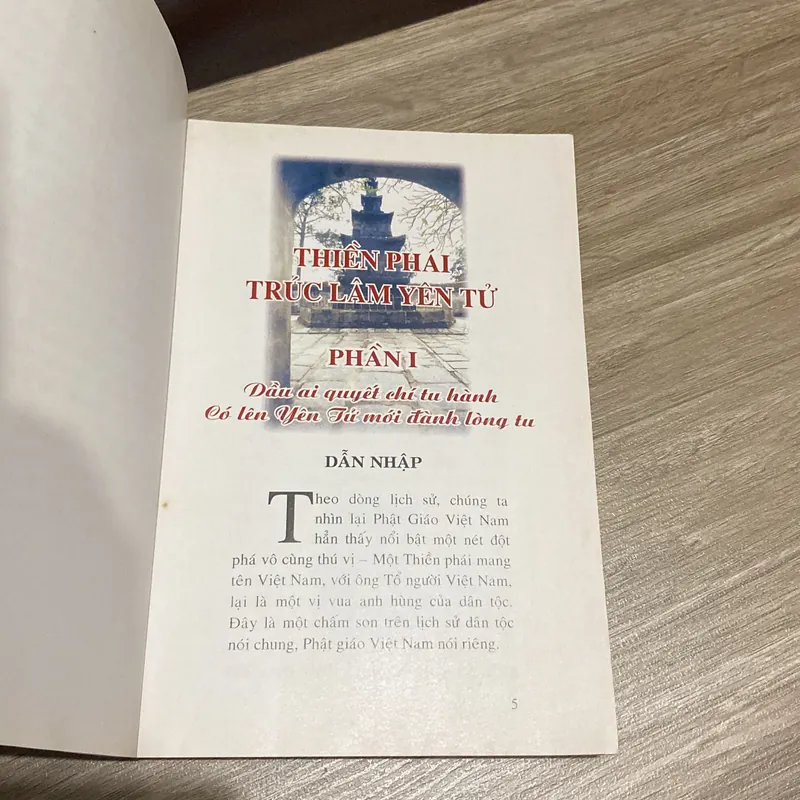 THIỀN PHÁI
TRÚC LÂM YÊN TỬ
PHẦN I
Dầu ai quyết chí tu hành
Có lên Yên Tử mới đành lòng tu
DẪN NHẬP
Theo dòng lịch sử, chúng ta
nhìn lại Phật Giáo Việt Nam
hẳn thấy nổi bật một nét đột
phá vô cùng thú vị – Một Thiền phái mang
tên Việt Nam, với ông Tổ người Việt Nam,
lại là một vị vua anh hùng của dân tộc.
Đây là một chấm son trên lịch sử dân tộc
nói chung, Phật giáo Việt Nam nói riêng.
5